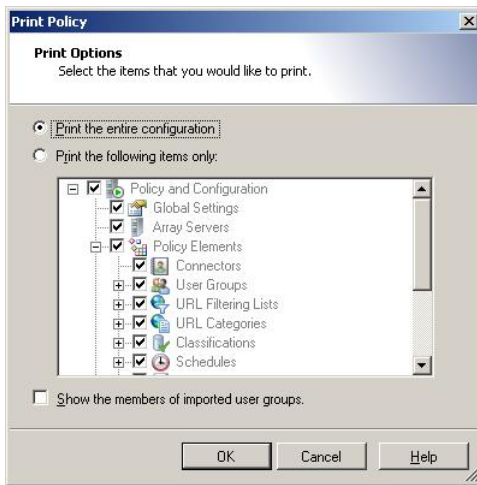 Print Policy
Print Options
Select the items that you would like to print.
Print the entire configuration
Print the following items only:
Policy and Configuration
Global Settings
Array Servers
Policy Elements
Connectors
User Groups
URL Filtering Lists
URL Categories
Classifications
Schedules
Show the members of imported user groups.
OK
Cancel
Help